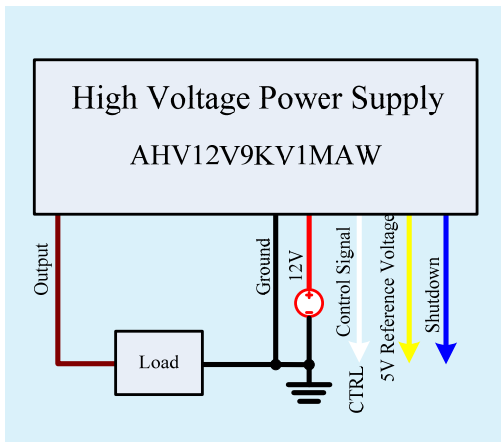 High Voltage Power Supply
AHV12V9KV1MAW
Output
Ground
12V
Control Signal
5V Reference Voltage
Shutdown
Load
CTRL